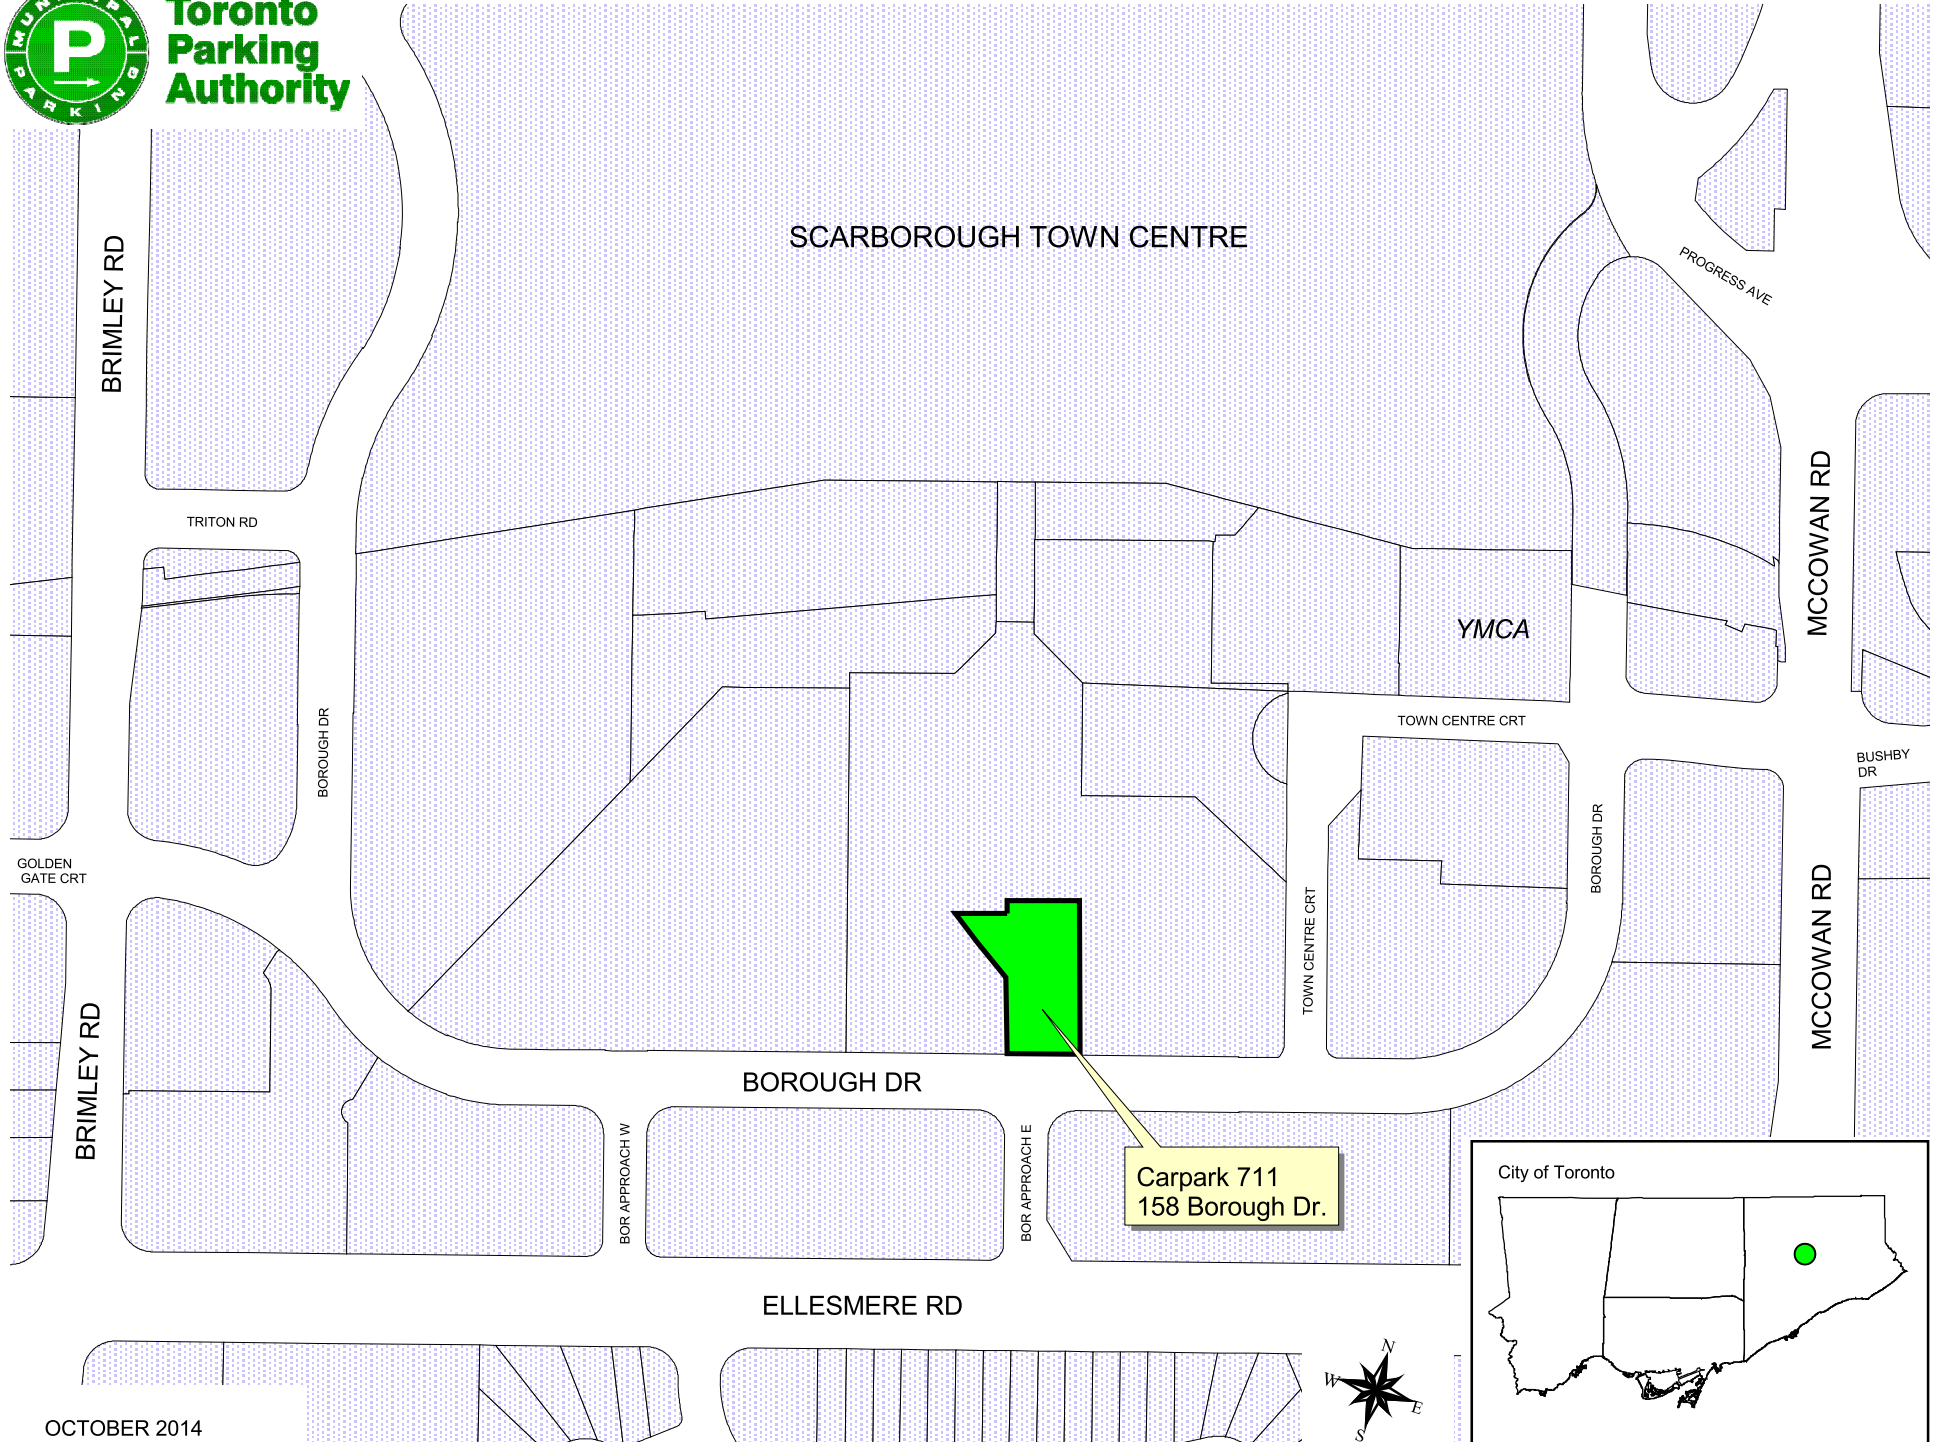 MUNICIPAL
P
PARKING
Toronto
Parking
Authority
SCARBOROUGH TOWN CENTRE
BRIMLEY RD
PROGRESS AVE
TRITON RD
MCCOWAN RD
YMCA
BOROUGH DR
TOWN CENTRE CRT
BUSHBY
DR
GOLDEN
GATE CRT
BOROUGH DR
TOWN CENTRE CRT
MCCOWAN RD
BRIMLEY RD
BOROUGH DR
BOR APPROACH W
BOR APPROACH E
Carpark 711
158 Borough Dr.
City of Toronto
ELLESMERE RD
N
W
E
S
OCTOBER 2014